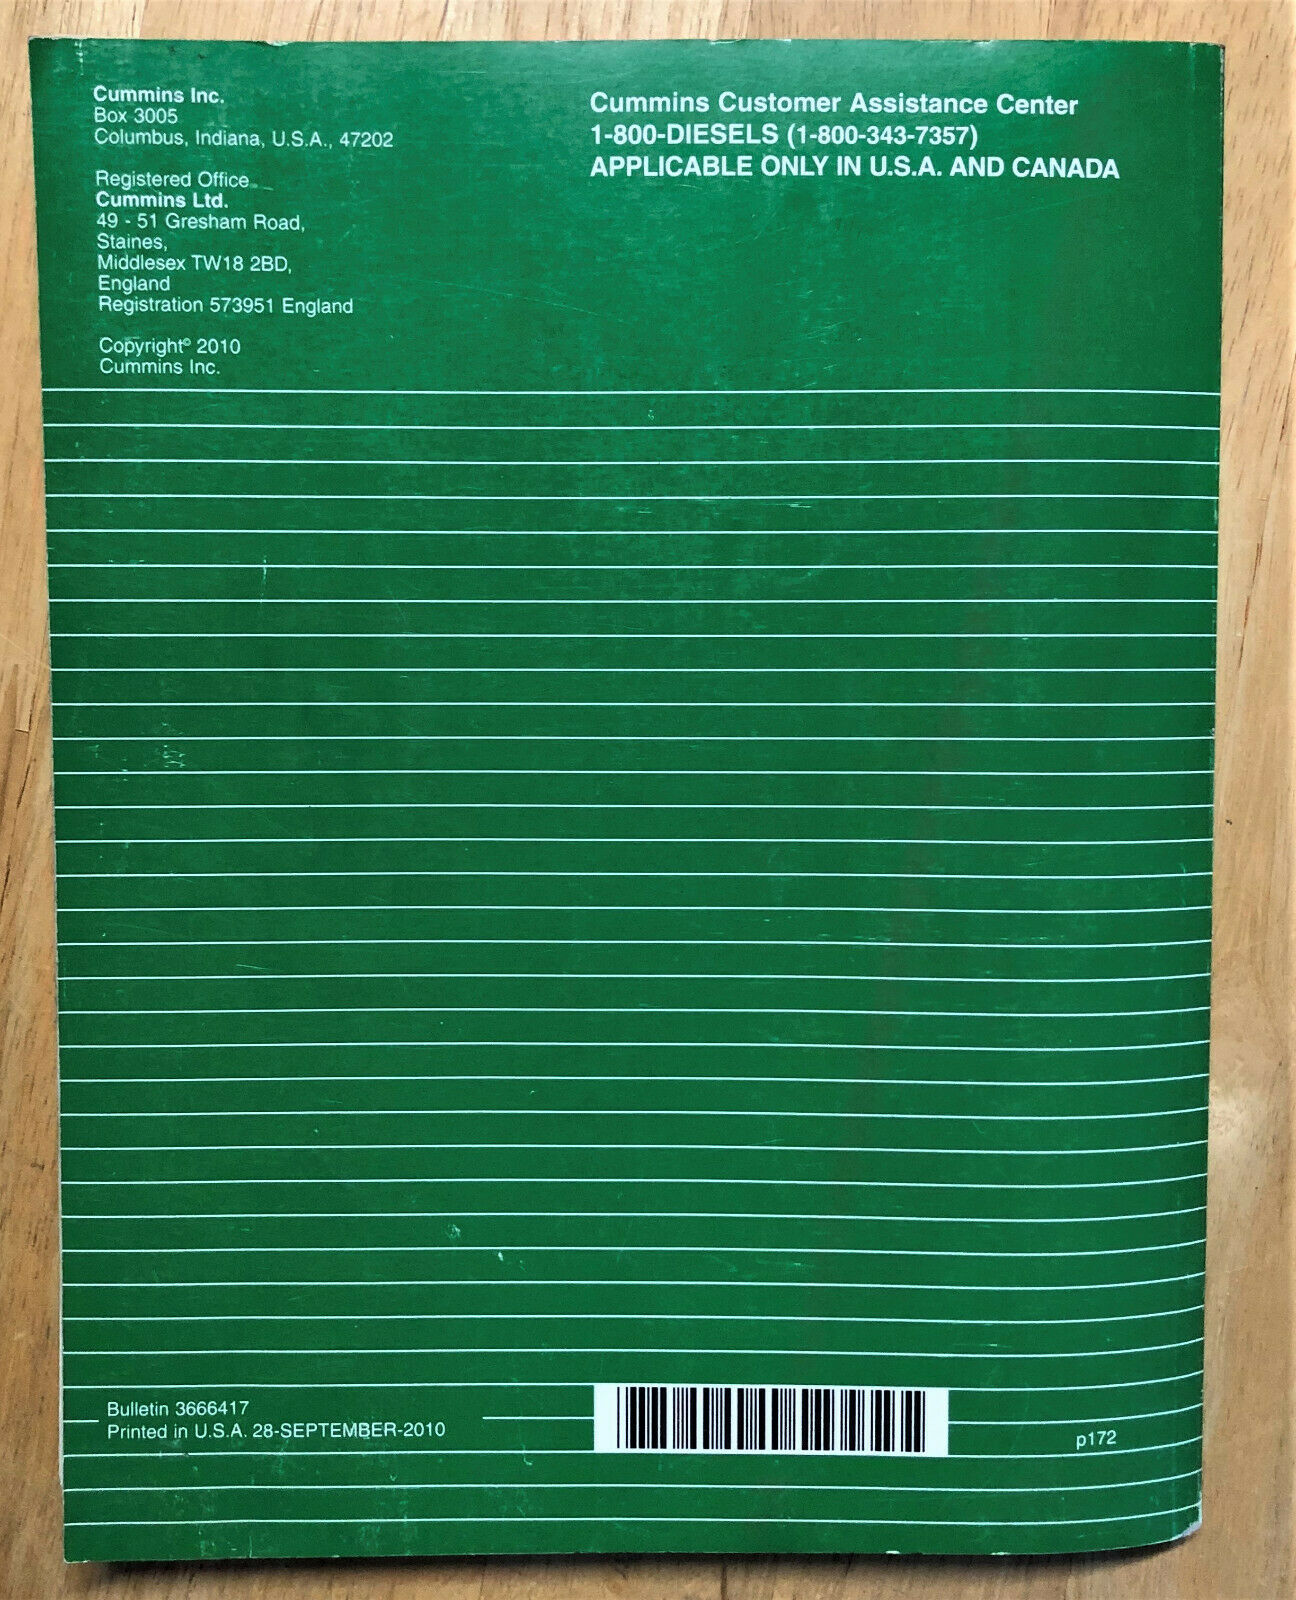 Cummins Inc.
Box 3005
Columbus, Indiana, U.S.A., 47202
Registered Office
Cummins Ltd.
49 - 51 Gresham Road,
Staines,
Middlesex TW18 2BD,
England
Registration 573951 England
Copyright© 2010
Cummins Inc.
Cummins Customer Assistance Center
1-800-DIESELS (1-800-343-7357)
APPLICABLE ONLY IN U.S.A. AND CANADA
Bulletin 3666417
Printed in U.S.A. 28-SEPTEMBER-2010
p172